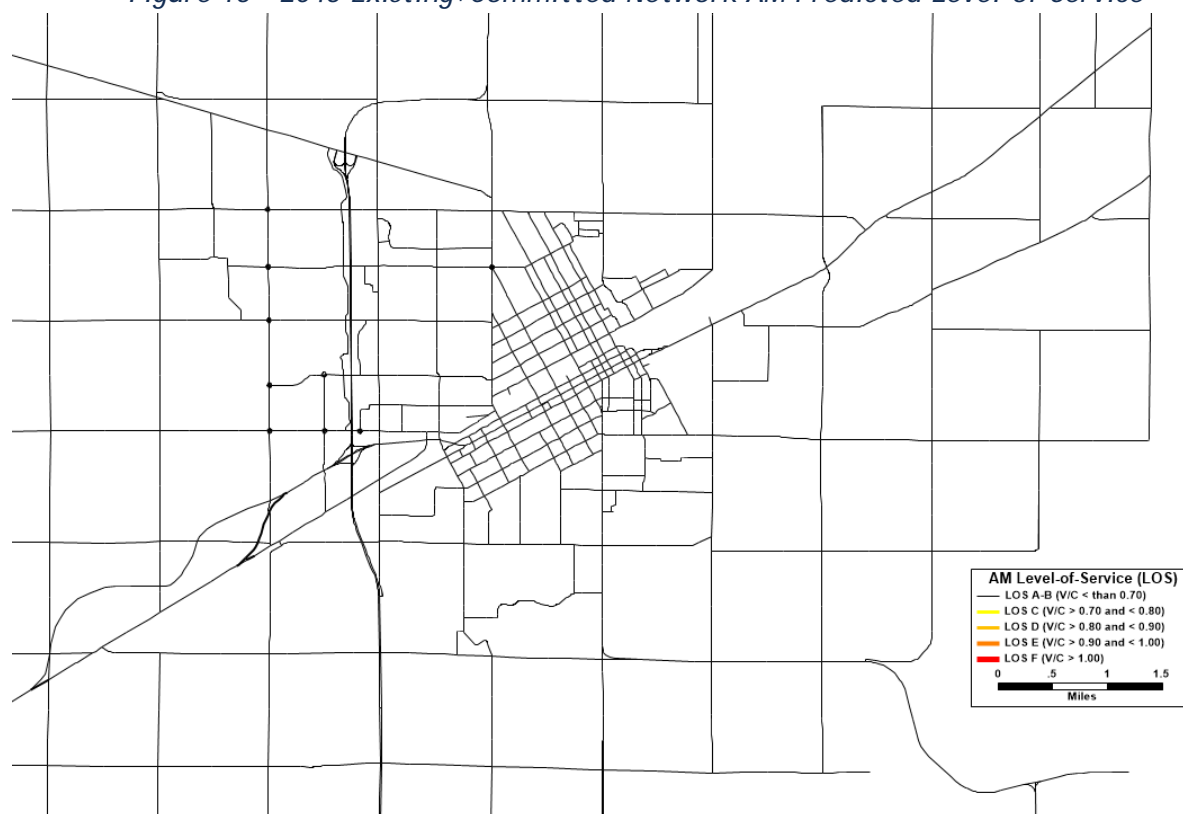 AM Level-of-Service (LOS)
LOS A-B (V/C < than 0.70)
LOS C (V/C > 0.70 and < 0.80)
LOS D (V/C > 0.80 and < 0.90)
LOS E (V/C > 0.90 and < 1.00)
LOS F (V/C > 1.00)
0 .5 1 1.5
Miles